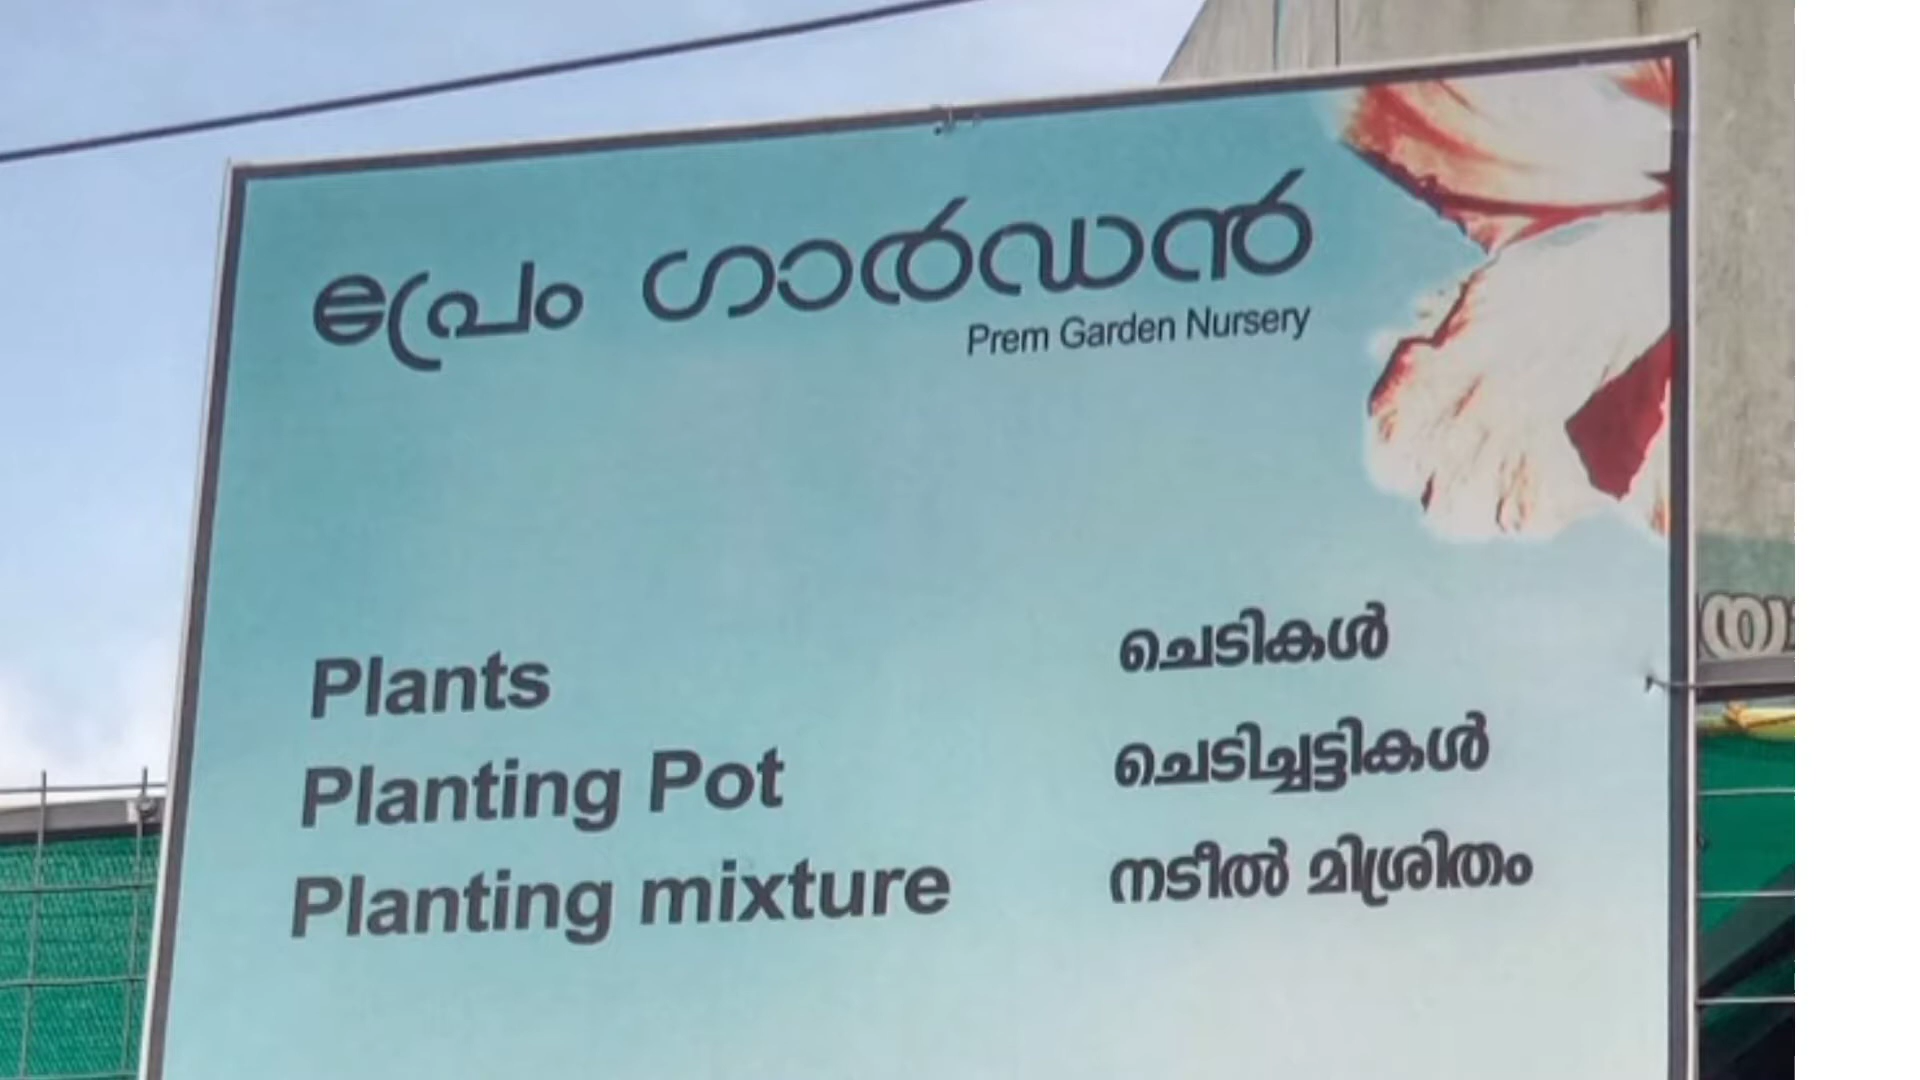 പ്രേം ഗാർഡൻ
Prem Garden Nursery
Plants ചെടികൾ
Planting Pot ചെടിച്ചട്ടികൾ
Planting mixture നടീൽ മിശ്രിതം